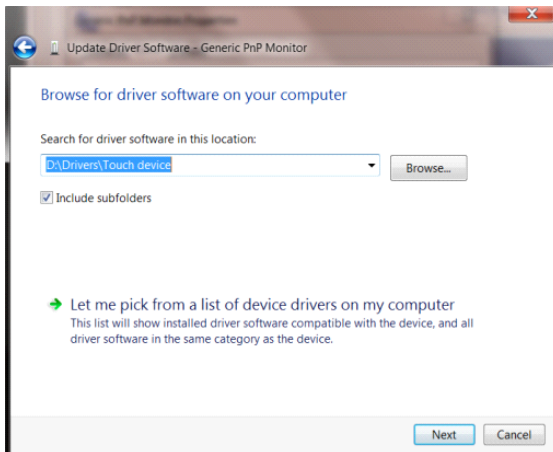 Update Driver Software - Generic PnP Monitor
Browse for driver software on your computer
Search for driver software in this location:
D:\Drivers\Touch device
Browse...
Include subfolders
Let me pick from a list of device drivers on my computer
This list will show installed driver software compatible with the device, and all
driver software in the same category as the device.
Next
Cancel